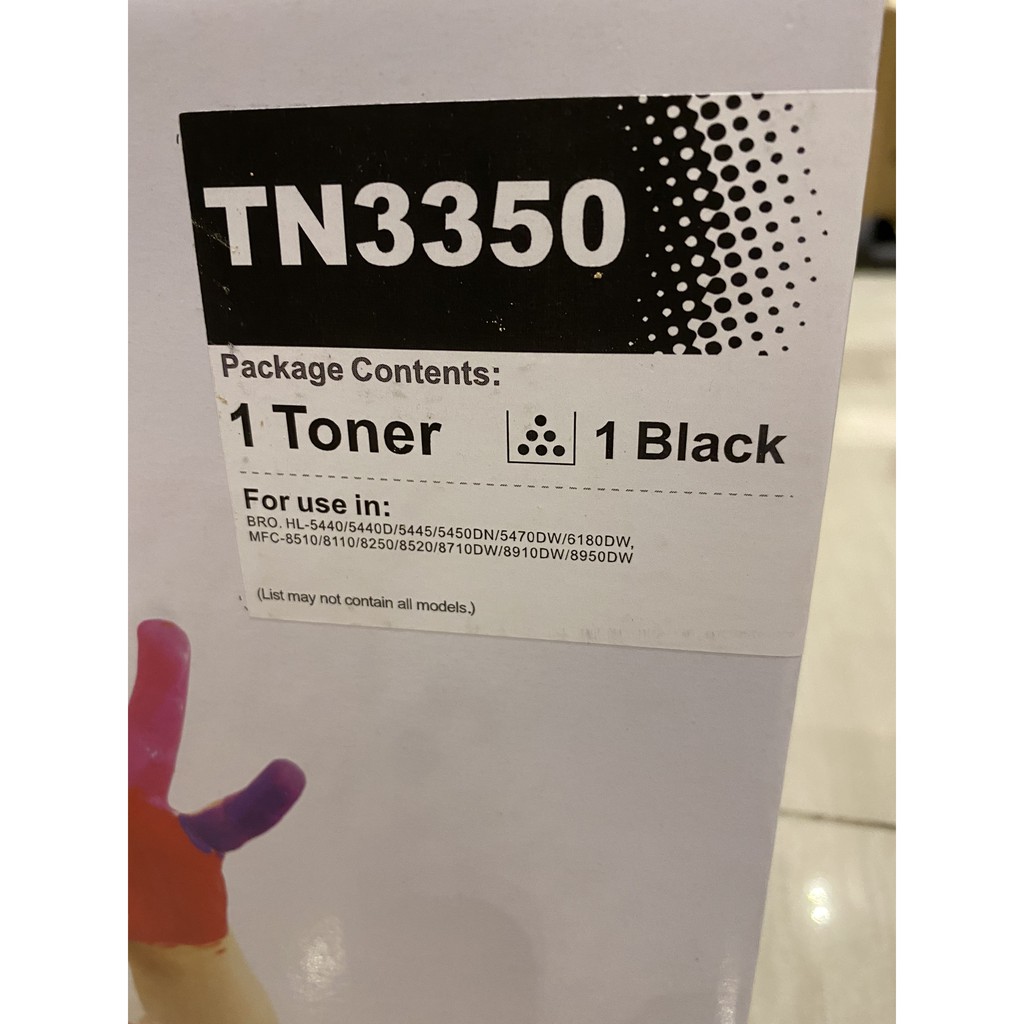 TN3350
Package Contents:
1 Toner 1 Black
For use in:
BRO. HL-5440/5440D/5445/5450DN/5470DW/6180DW,
MFC-8510/8110/8250/8520/8710DW/8910DW/8950DW
(List may not contain all models.)